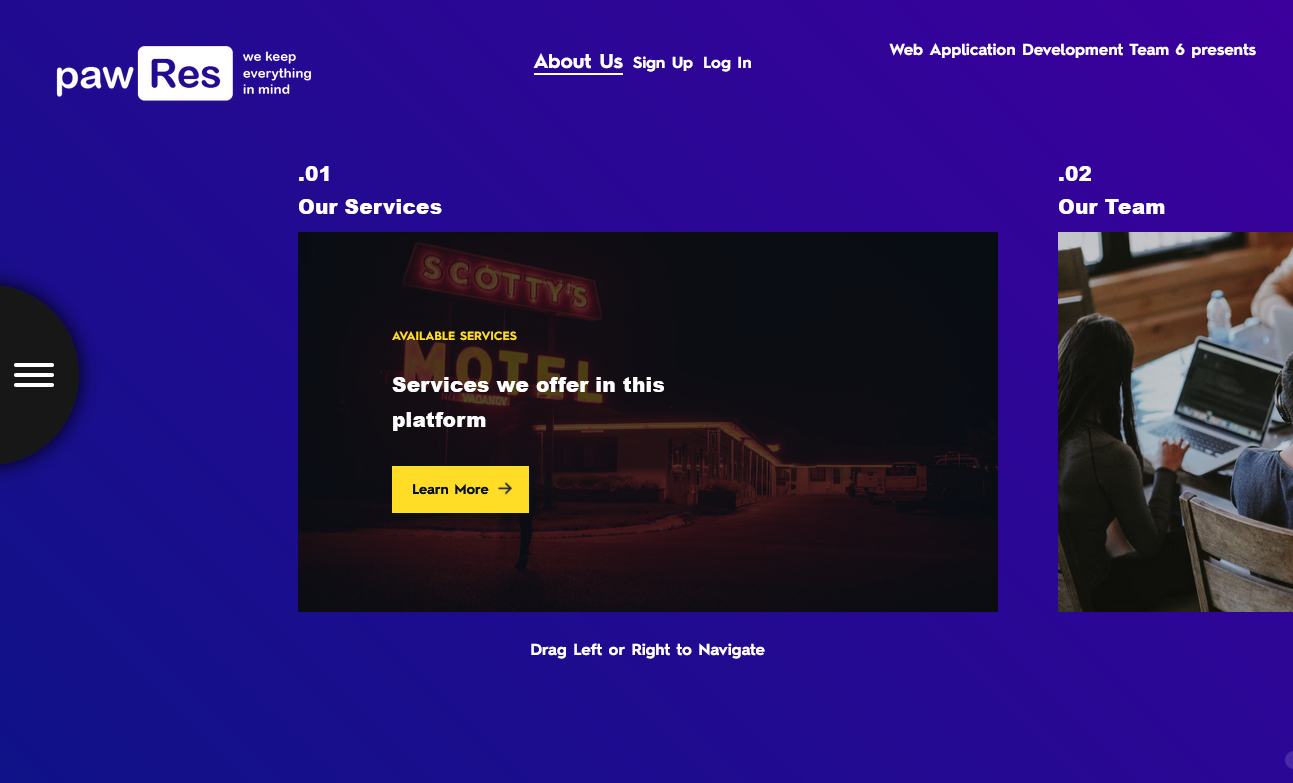 paw Res
we keep
everything
in mind
About Us Sign Up Log In
Web Application Development Team 6 presents
.01
Our Services
.02
Our Team
SCOTTY'S
AVAILABLE SERVICES
MOTEL
Services we offer in this
VACANCY
platform
Learn More →
Drag Left or Right to Navigate